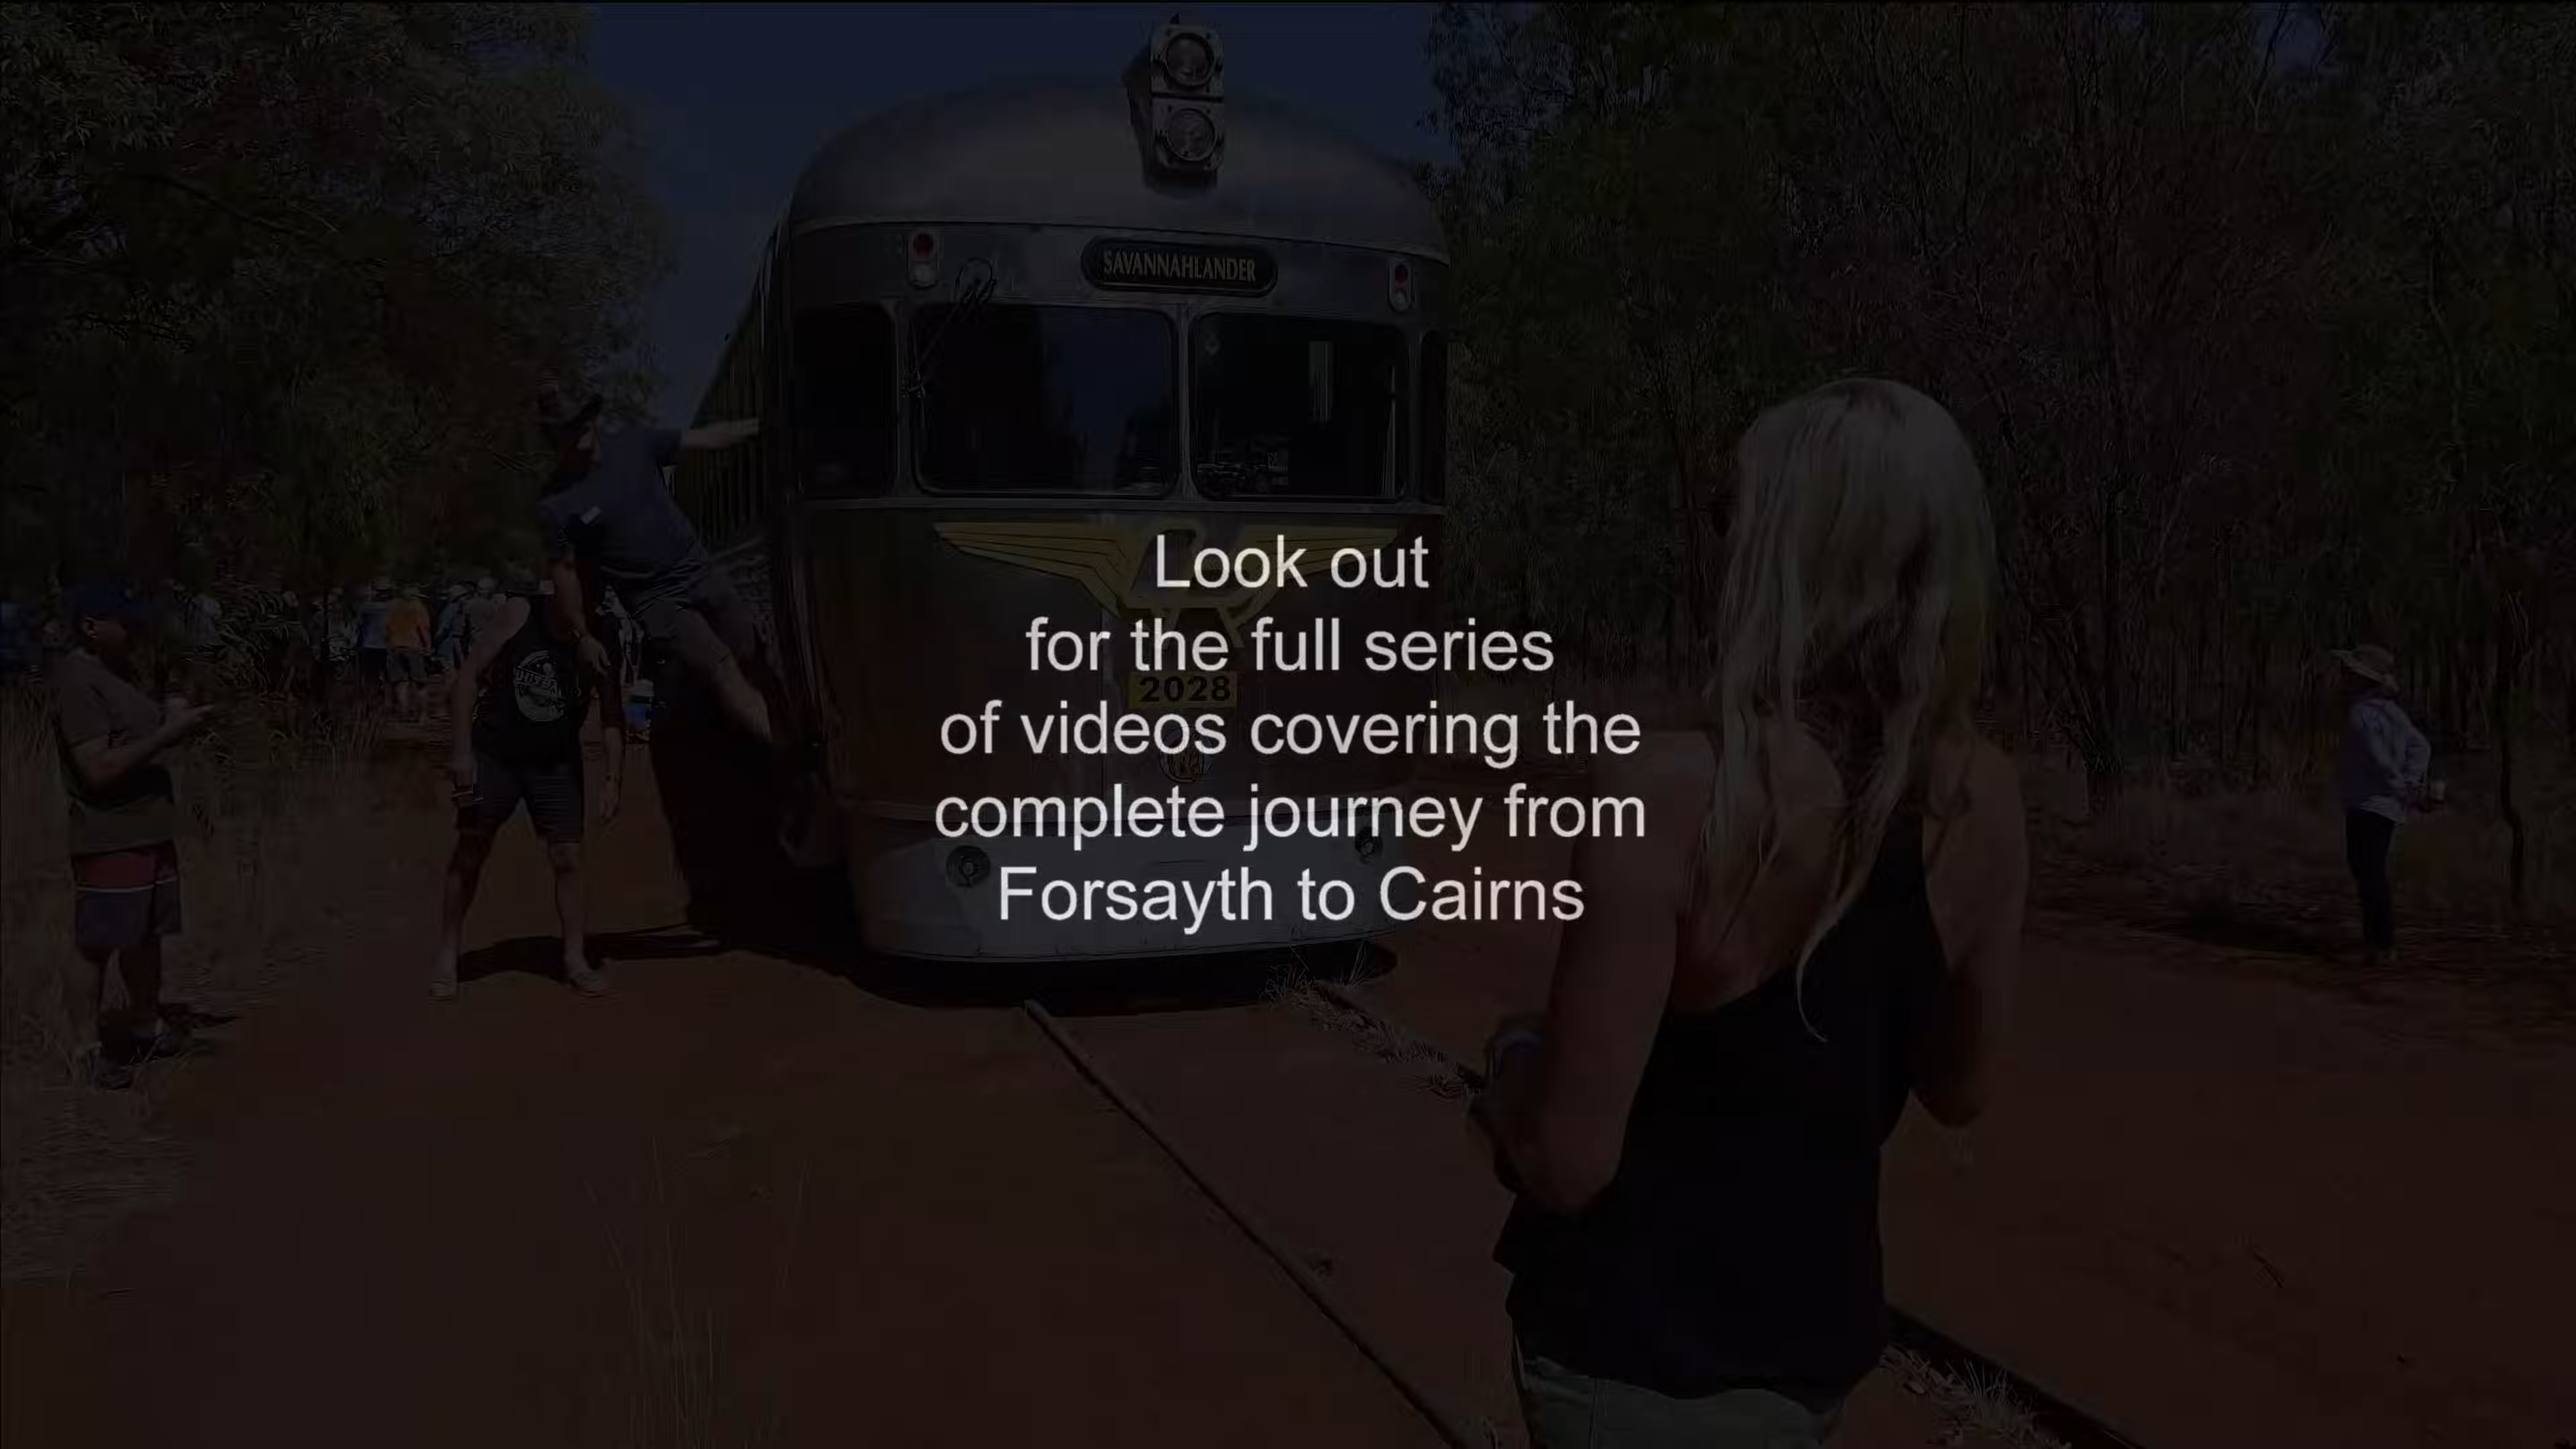 SAVANNAHLANDER
Look out
for the full series
2028
of videos covering the
complete journey from
Forsayth to Cairns